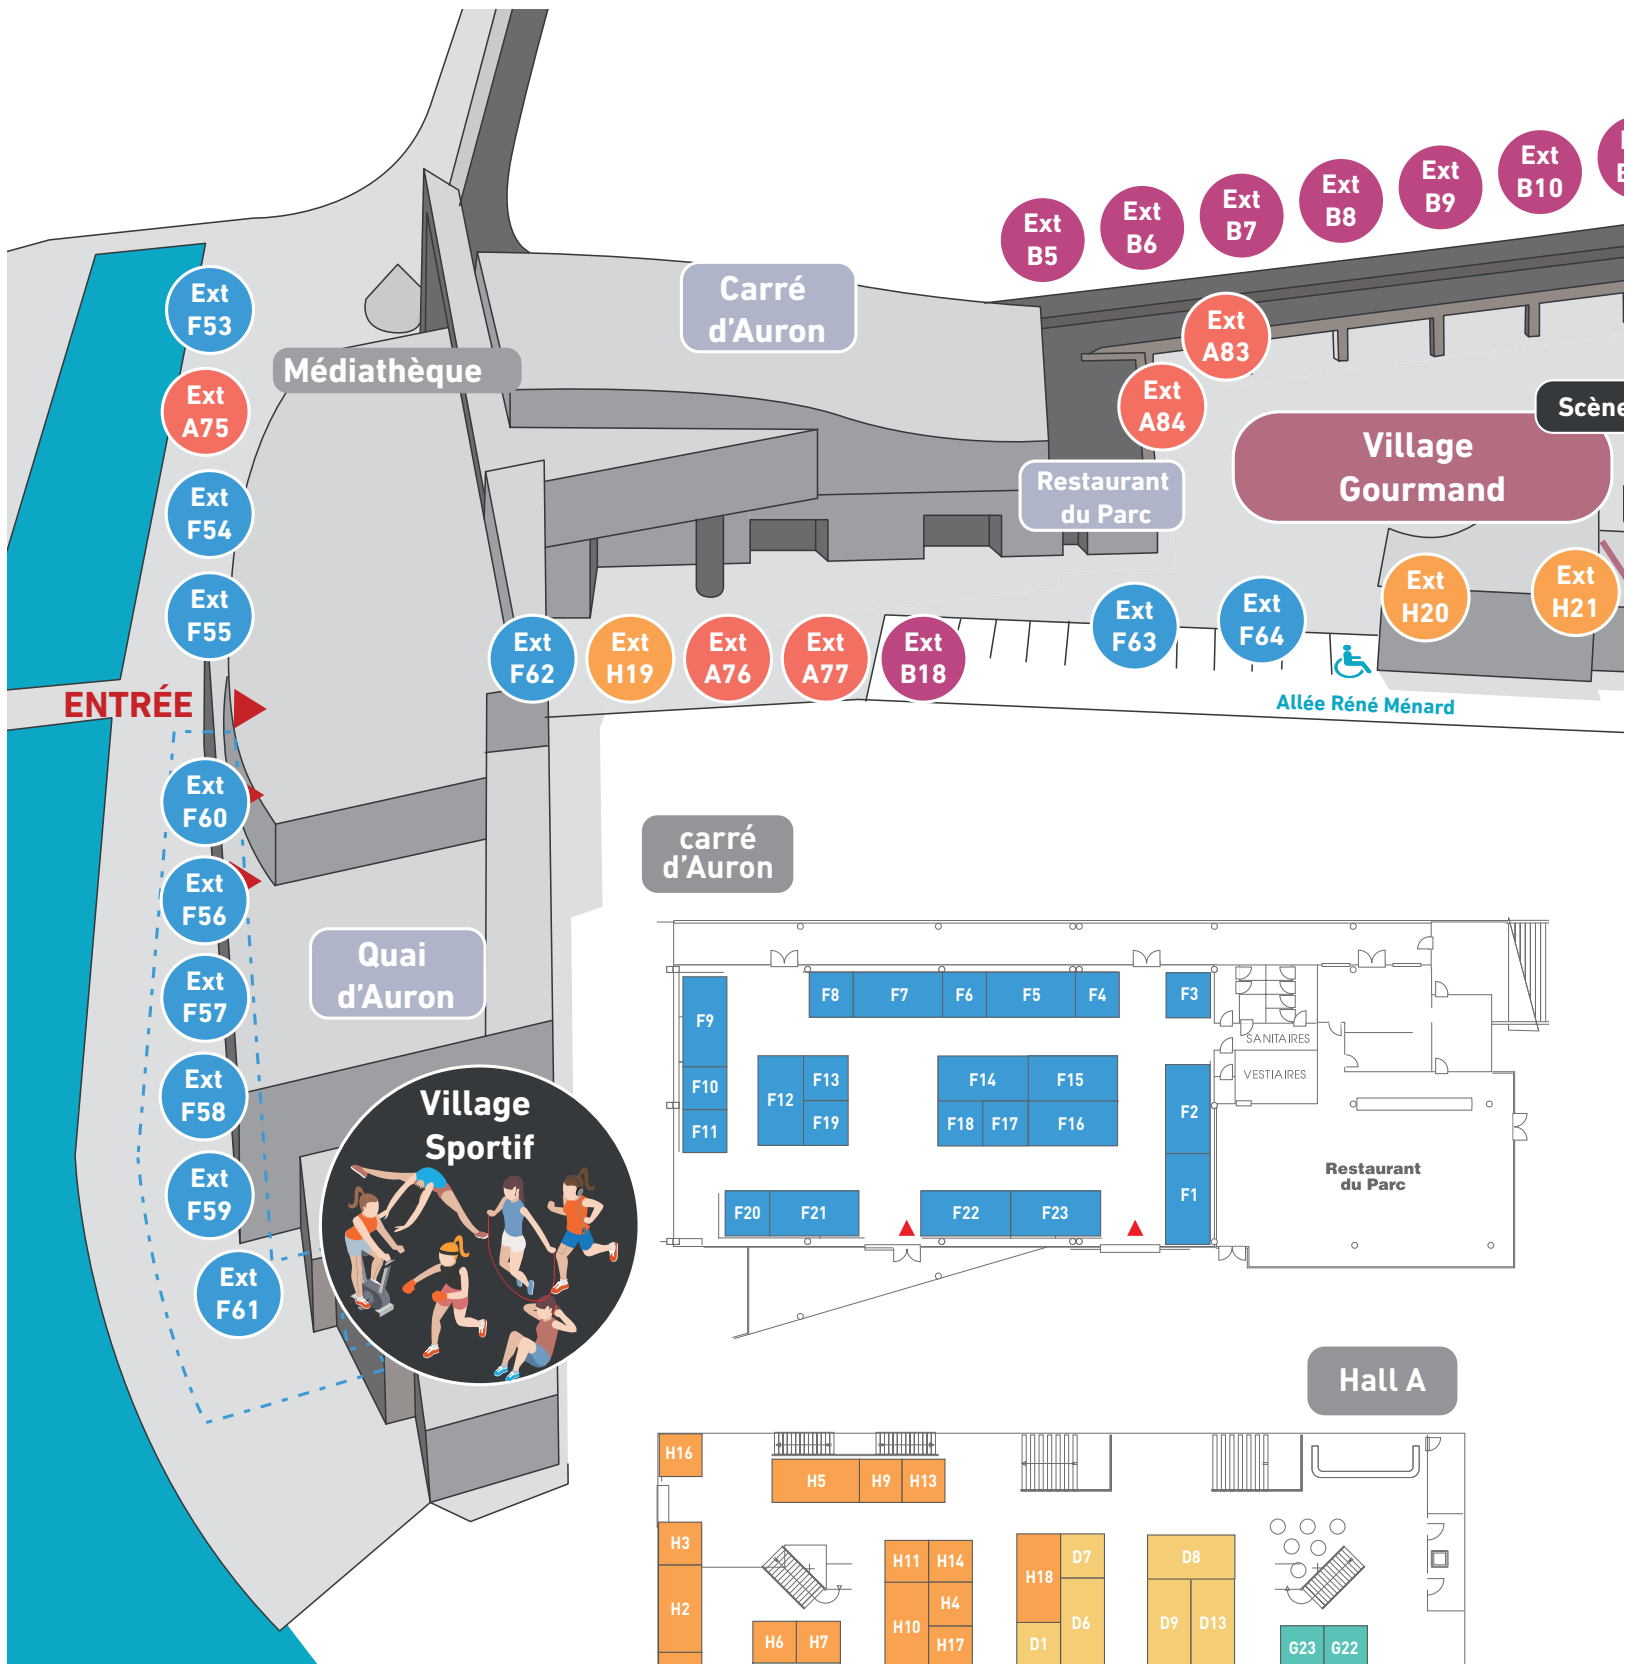 Ext
B5
Ext
B6
Ext
B7
Ext
B8
Ext
B9
Ext
B10
Ext
F53
Ext
A75
Ext
F54
Ext
F55
Médiathèque
Carré
d'Auron
Ext
A83
Ext
A84
Scène
Village
Gourmand
Restaurant
du Parc
Ext
F62
Ext
H19
Ext
A76
Ext
A77
Ext
B18
Ext
F63
Ext
F64
Ext
H20
Ext
H21
Allée Réné Ménard
ENTRÉE
Ext
F60
Ext
F56
Ext
F57
Ext
F58
Ext
F59
Ext
F61
Quai
d'Auron
Village
Sportif
carré
d'Auron
F8 F7 F6 F5 F4 F3
F9
F10
F11
F12
F13
F19
F14 F15
F18 F17 F16
F2
F1
F20 F21 F22 F23
SANITAIRES
VESTIAIRES
Restaurant
du Parc
Hall A
H16
H5 H9 H13
H3
H2
H6 H7
H11 H14
H4
H10
H17
H18
D7
D6
D1
D8
D9 D13
G23 G22